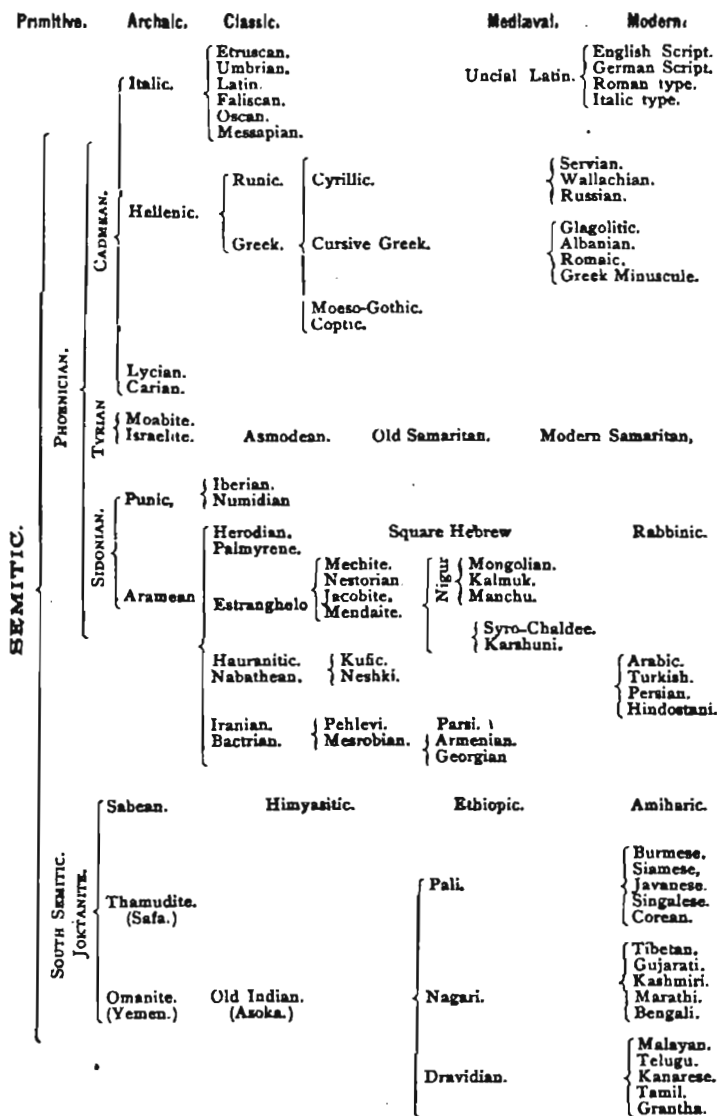 Primitive. Archaic. Classic. Mediæval. Modern.
Etruscan. English Script.
Umbrian. German Script.
Italic. Latin. Uncial Latin. Roman type.
Faliscan. Italic type.
Oscan.
Messapian.
Servian.
Runic. Cyrillic. Wallachian.
Russian.
CADMEAN. Hellenic.
Glagolitic.
Greek. Cursive Greek. Albanian.
Romaic.
Greek Minuscule.
Moeso-Gothic.
Coptic.
PHOENICIAN.
Lycian.
Carian.
TYRIAN Moabite.
Israelite. Asmodean. Old Samaritan. Modern Samaritan,
Iberian.
Punic, Numidian
SIDONIAN.
Herodian. Square Hebrew Rabbinic.
Palmyrene.
Mechite. Nigur Mongolian.
Nestorian Kalmuk.
Aramean Estranghelo Jacobite. Manchu.
Mendaite.
SEMITIC.
Syro-Chaldee.
Karshuni.
Hauranitic. Kufic. Arabic.
Nabathean. Neshki. Turkish.
Persian.
Hindostani.
Iranian. Pehlevi. Parsi.
Bactrian. Mesrobian. Armenian.
Georgian
Sabean. Himyasitic. Ethiopic. Amiharic.
SOUTH SEMITIC.
JOKTANITE.
Burmese.
Siamese,
Thamudite. Pali. Javanese.
(Safa.) Singalese.
Corean.
Tibetan.
Gujarati.
Omanite. Old Indian. Nagari. Kashmiri.
(Yemen.) (Asoka.) Marathi.
Bengali.
Malayan.
Telugu.
Dravidian. Kanarese.
Tamil.
Grantha.